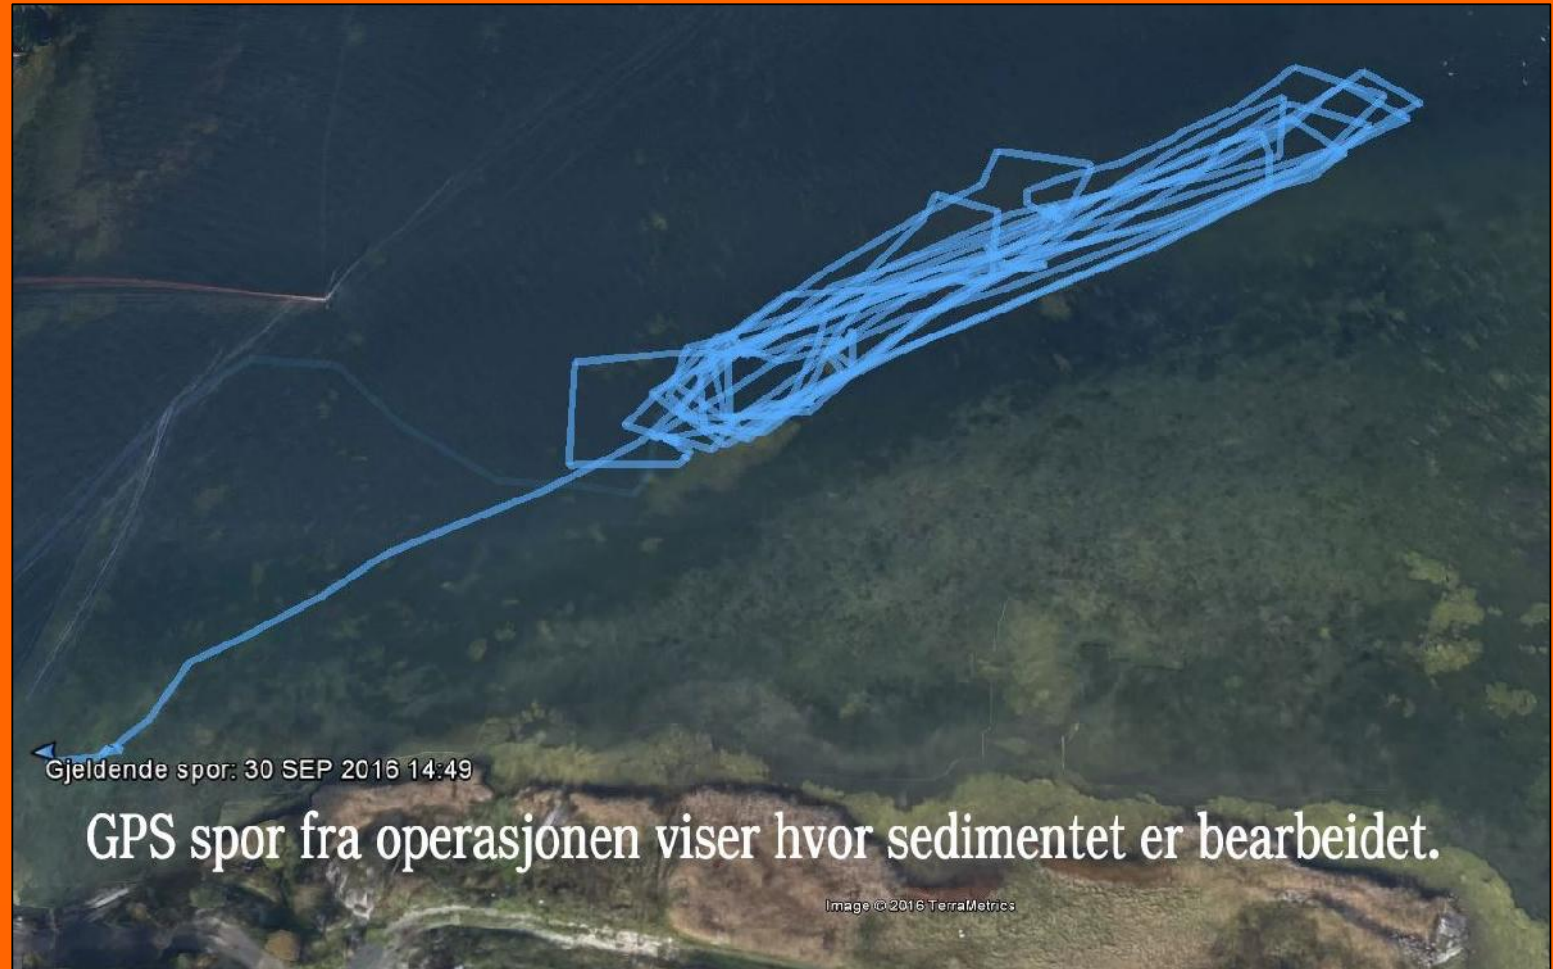 Gjeldende spor: 30 SEP 2016 14:49
GPS spor fra operasjonen viser hvor sedimentet er bearbeidet.
Image © 2016 TerraMetrics